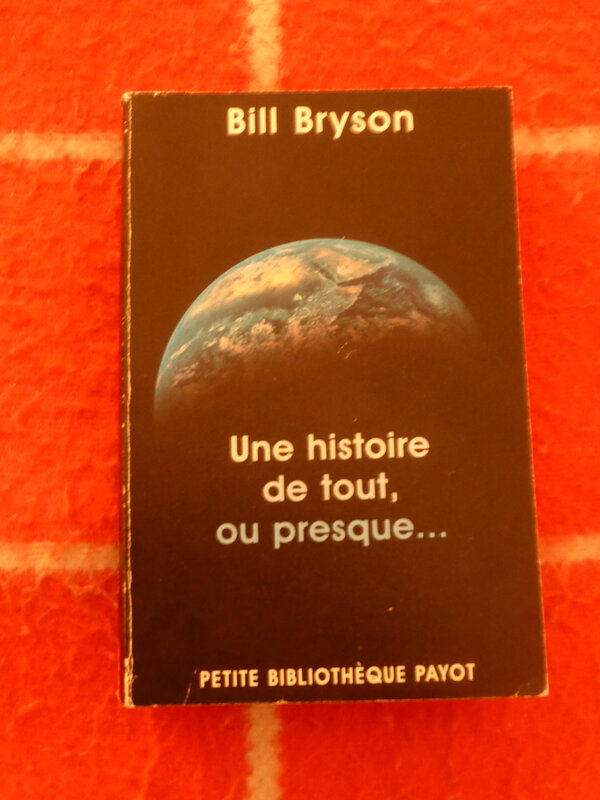 Bill Bryson
Une histoire
de tout,
ou presque...
PETITE BIBLIOTHÈQUE PAYOT